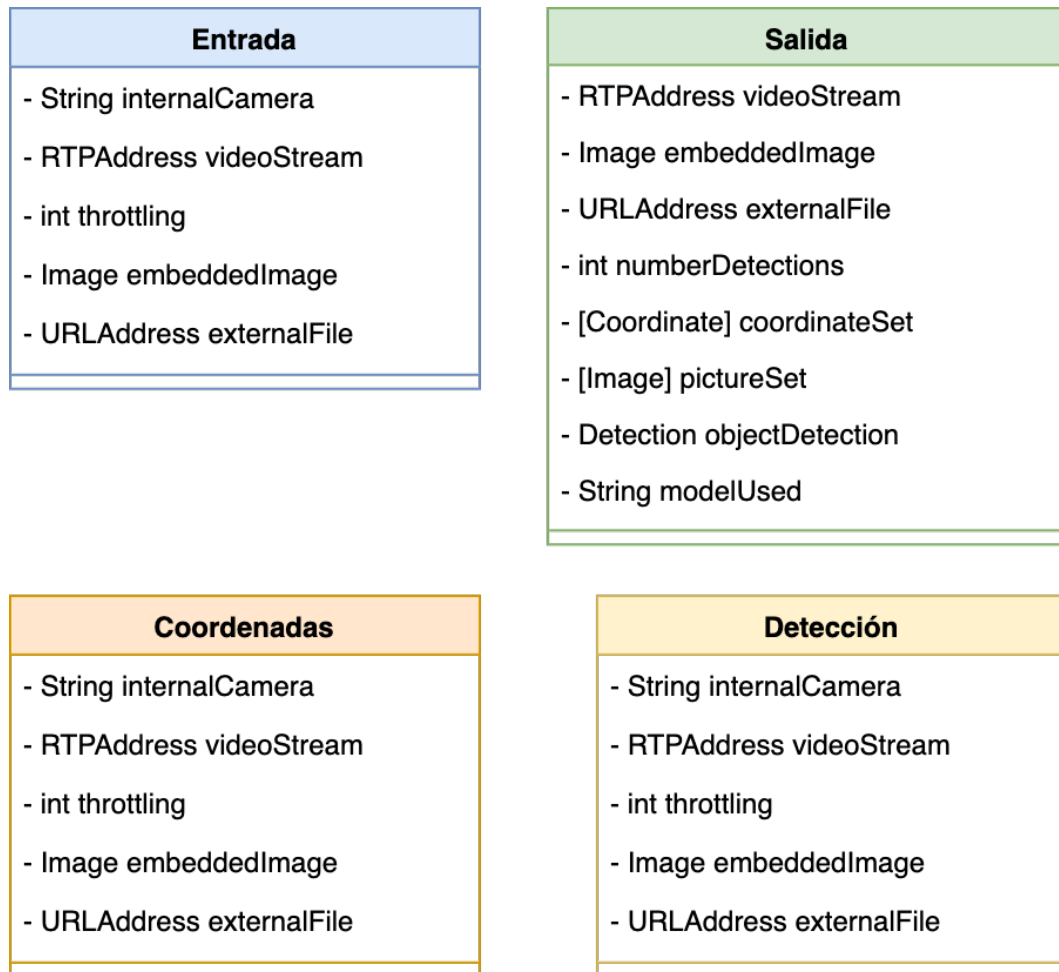 Entrada
- String internalCamera
- RTPAddress videoStream
- int throttling
- Image embeddedImage
- URLAddress externalFile
Salida
- RTPAddress videoStream
- Image embeddedImage
- URLAddress externalFile
- int numberDetections
- [Coordinate] coordinateSet
- [Image] pictureSet
- Detection objectDetection
- String modelUsed
Coordenadas
- String internalCamera
- RTPAddress videoStream
- int throttling
- Image embeddedImage
- URLAddress externalFile
Detección
- String internalCamera
- RTPAddress videoStream
- int throttling
- Image embeddedImage
- URLAddress externalFile